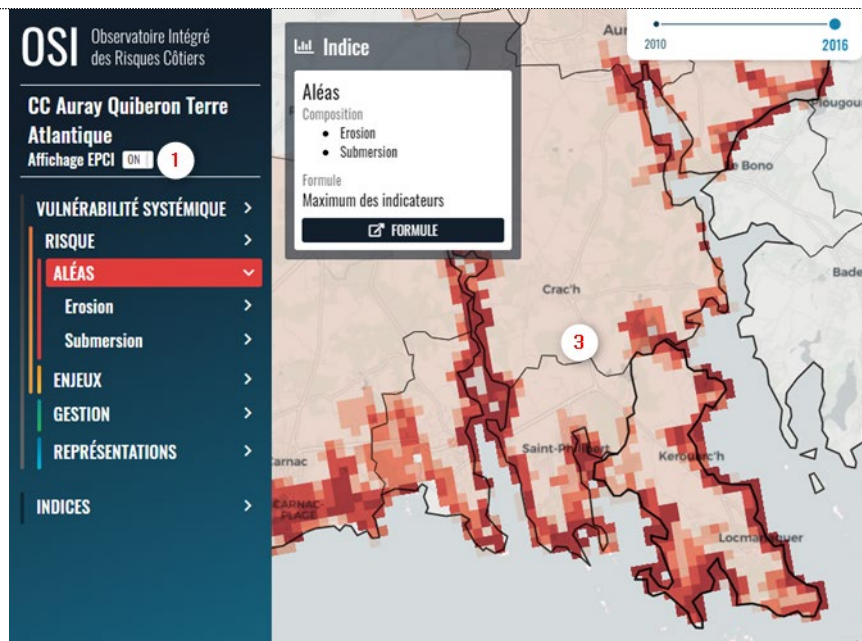 OSI
Observatoire Intégré
des Risques Côtiers
CC Auray Quiberon Terre
Atlantique
Affichage EPCI ON 1
VULNÉRABILITÉ SYSTÉMIQUE
RISQUE
ALÉAS
Erosion
Submersion
ENJEUX
GESTION
REPRÉSENTATIONS
INDICES
Indice
Aléas
Composition
• Erosion
• Submersion
Formule
Maximum des indicateurs
FORMULE
2010
2016
Le Bono
Crac'h
3
Saint-Philibert
Kerouarc'h
CARNAC-
PLAGE